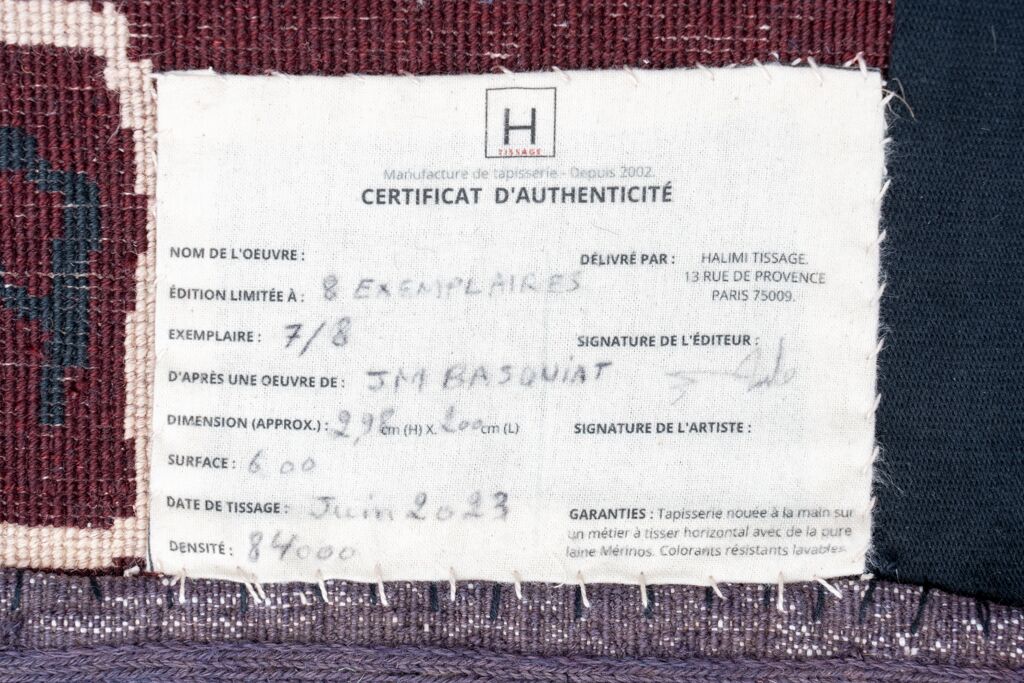 H
TISSAGE
Manufacture de tapisserie - Depuis 2002.
CERTIFICAT D'AUTHENTICITÉ
NOM DE L'OEUVRE :
ÉDITION LIMITÉE À : 8 EXEMPLAIRES
EXEMPLAIRE : 7/8
D'APRÈS UNE OEUVRE DE : JM BASQUIAT
DIMENSION (APPROX.) : 2,98 cm (H) X. 200 cm (L)
SURFACE : 6.00
DATE DE TISSAGE : Juin 2023
DENSITÉ : 84000
DÉLIVRÉ PAR : HALIMI TISSAGE.
13 RUE DE PROVENCE
PARIS 75009.
SIGNATURE DE L'ÉDITEUR :
SIGNATURE DE L'ARTISTE :
GARANTIES : Tapisserie nouée à la main sur
un métier à tisser horizontal avec de la pure
laine Mérinos. Colorants résistants lavables.